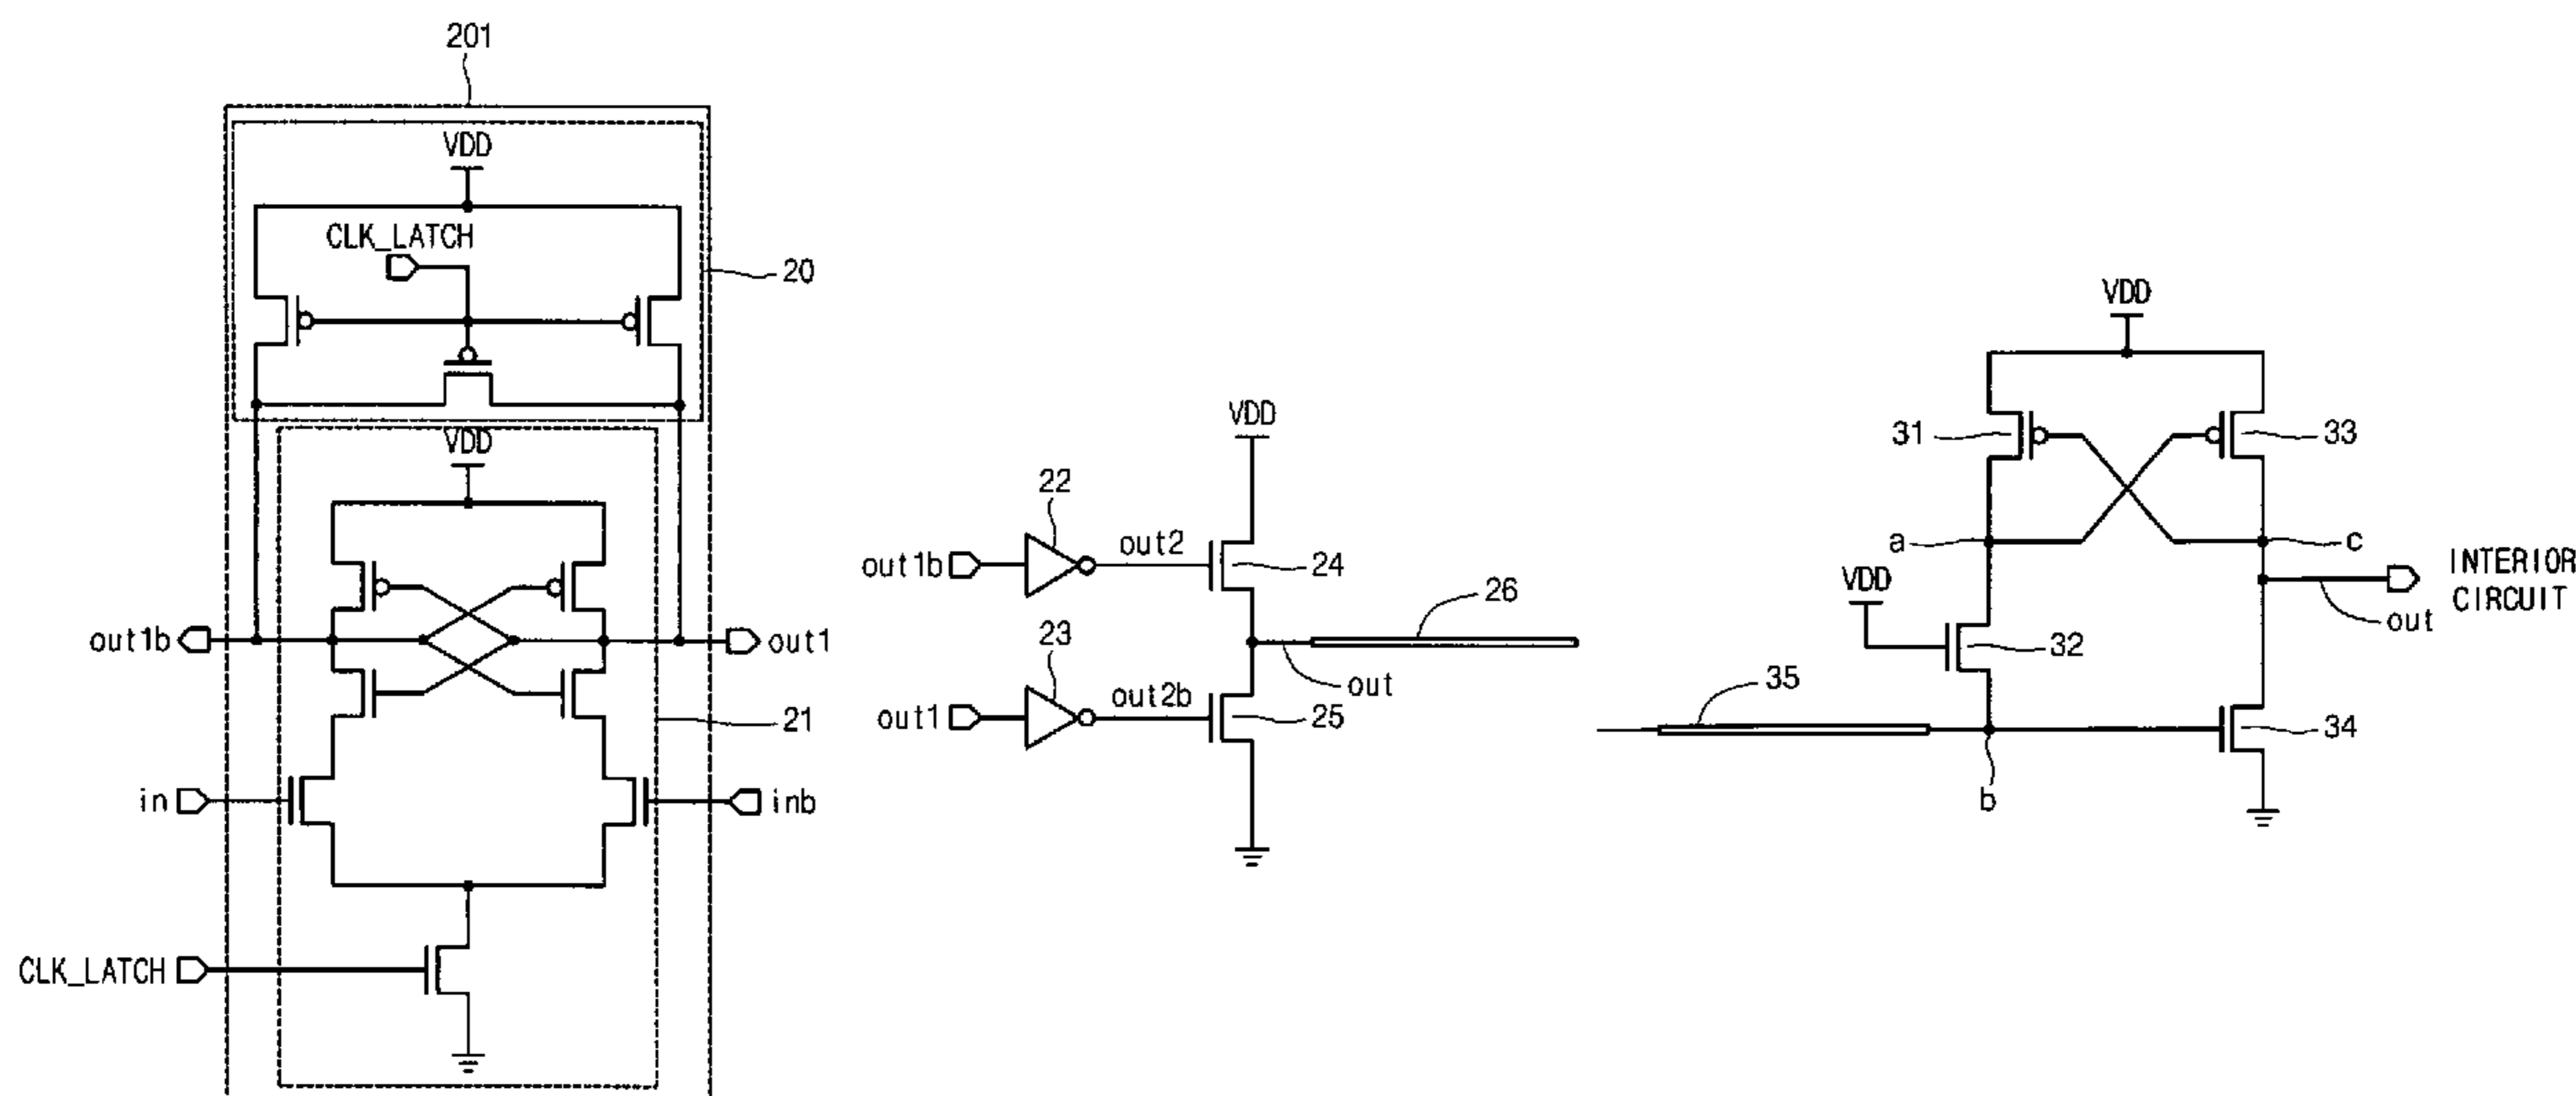 201
VDD
CLK_LATCH
20
VDD
out1b
out1
21
in
inb
CLK_LATCH
VDD
22
out1b
out2
24
26
23
out1
out2b
25
out
VDD
31
33
a
c
VDD
INTERIOR
CIRCUIT
out
32
35
34
b